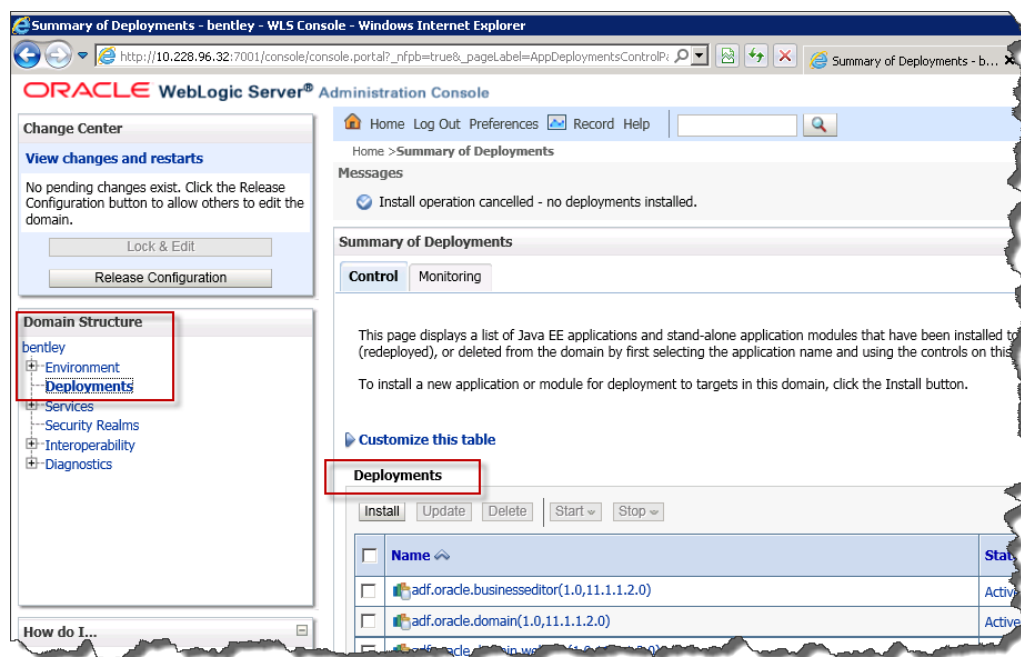 Summary of Deployments - bentley - WLS Console - Windows Internet Explorer
http://10.228.96.32:7001/console/console.portal?_nfpb=true&_pageLabel=AppDeploymentsControlPa
Summary of Deployments - b...
ORACLE WebLogic Server® Administration Console
Change Center
View changes and restarts
No pending changes exist. Click the Release
Configuration button to allow others to edit the
domain.
Lock & Edit
Release Configuration
Domain Structure
bentley
Environment
Deployments
Services
Security Realms
Interoperability
Diagnostics
How do I...
Home Log Out Preferences Record Help
Home >Summary of Deployments
Messages
Install operation cancelled - no deployments installed.
Summary of Deployments
Control Monitoring
This page displays a list of Java EE applications and stand-alone application modules that have been installed to
(redeployed), or deleted from the domain by first selecting the application name and using the controls on this
To install a new application or module for deployment to targets in this domain, click the Install button.
Customize this table
Deployments
Install Update Delete Start Stop
Name Stat
adf.oracle.businesseditor(1.0,11.1.1.2.0) Active
adf.oracle.domain(1.0,11.1.1.2.0) Active